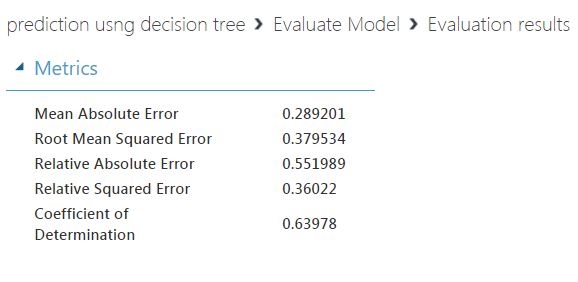 prediction usng decision tree > Evaluate Model > Evaluation results
Metrics
Mean Absolute Error 0.289201
Root Mean Squared Error 0.379534
Relative Absolute Error 0.551989
Relative Squared Error 0.36022
Coefficient of
Determination 0.63978